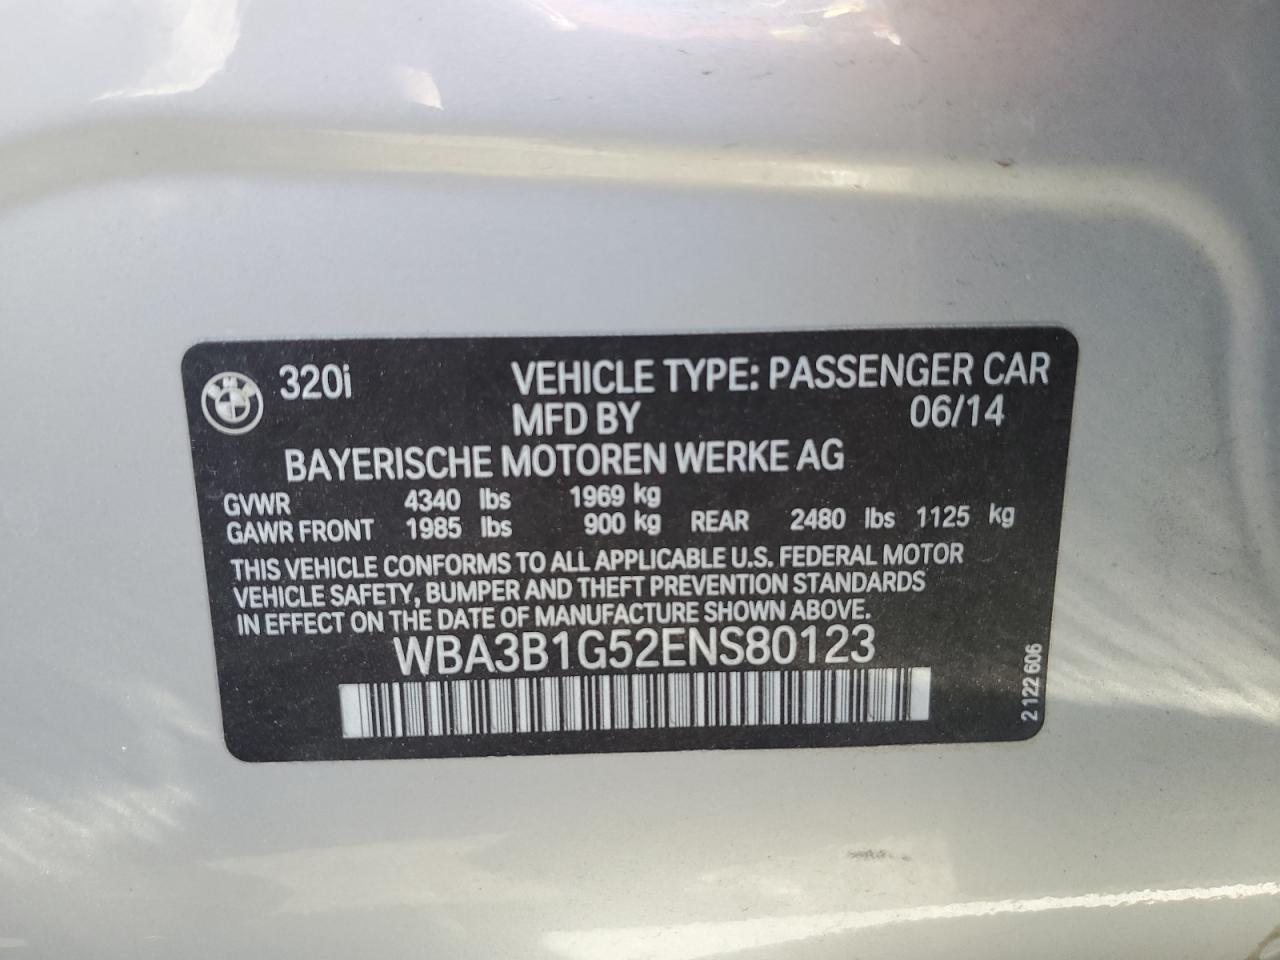 320i VEHICLE TYPE: PASSENGER CAR
MFD BY 06/14
BAYERISCHE MOTOREN WERKE AG
GVWR 4340 lbs 1969 kg
GAWR FRONT 1985 lbs 900 kg REAR 2480 lbs 1125 kg
THIS VEHICLE CONFORMS TO ALL APPLICABLE U.S. FEDERAL MOTOR
VEHICLE SAFETY, BUMPER AND THEFT PREVENTION STANDARDS
IN EFFECT ON THE DATE OF MANUFACTURE SHOWN ABOVE.
WBA3B1G52ENS80123
2 122 606